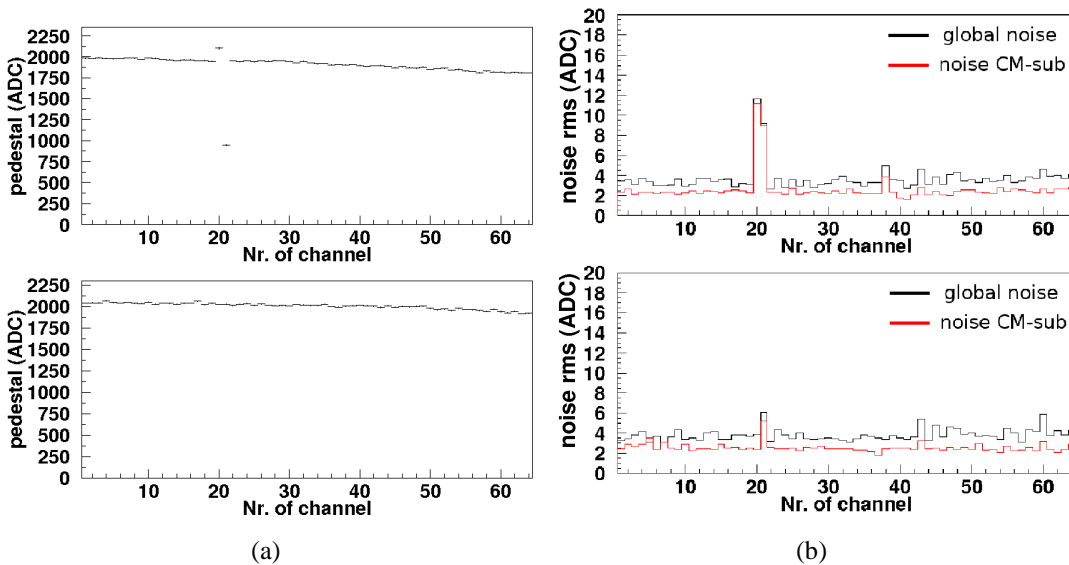 2250
2000
1750
1500
1250
1000
750
500
250
0
pedestal (ADC)
10 20 30 40 50 60
Nr. of channel
20
18
16
14
12
10
8
6
4
2
0
noise rms (ADC)
global noise
noise CM-sub
10 20 30 40 50 60
Nr. of channel
2250
2000
1750
1500
1250
1000
750
500
250
0
pedestal (ADC)
10 20 30 40 50 60
Nr. of channel
20
18
16
14
12
10
8
6
4
2
0
noise rms (ADC)
global noise
noise CM-sub
10 20 30 40 50 60
Nr. of channel
(a)
(b)